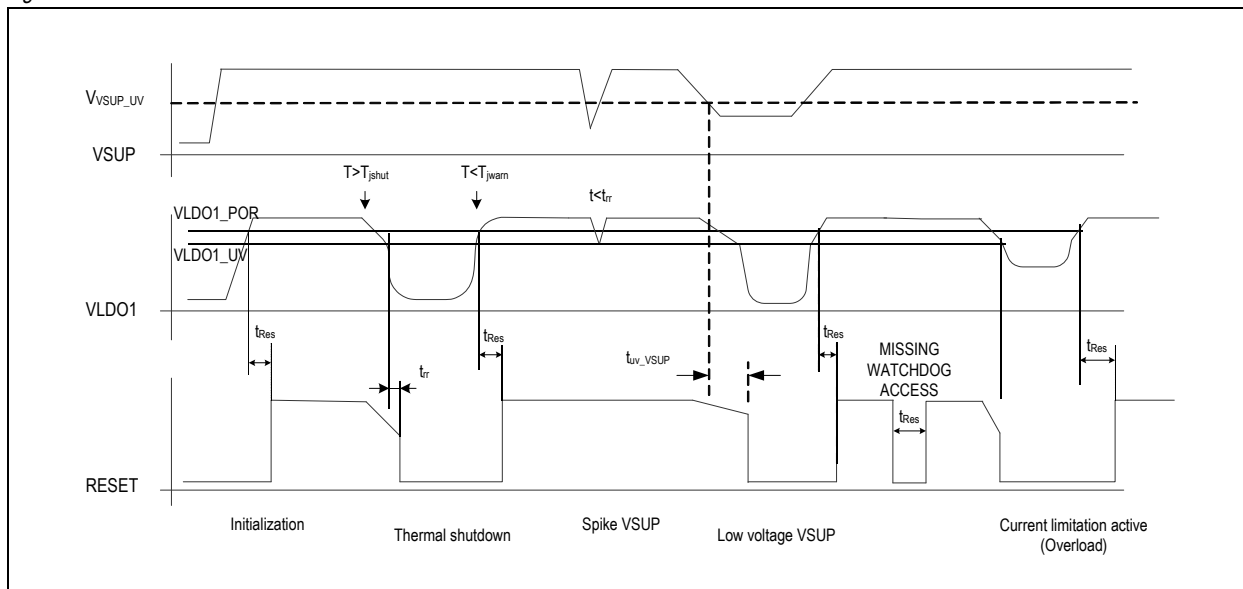 VVSUP_UV
VSUP
T>Tjshut
T<Tjwarn
t<trr
VLDO1_POR
VLDO1_UV
VLDO1
tRes
trr
tRes
tuv_VSUP
tRes
MISSING
WATCHDOG
ACCESS
tRes
tRes
RESET
Initialization
Thermal shutdown
Spike VSUP
Low voltage VSUP
Current limitation active
(Overload)